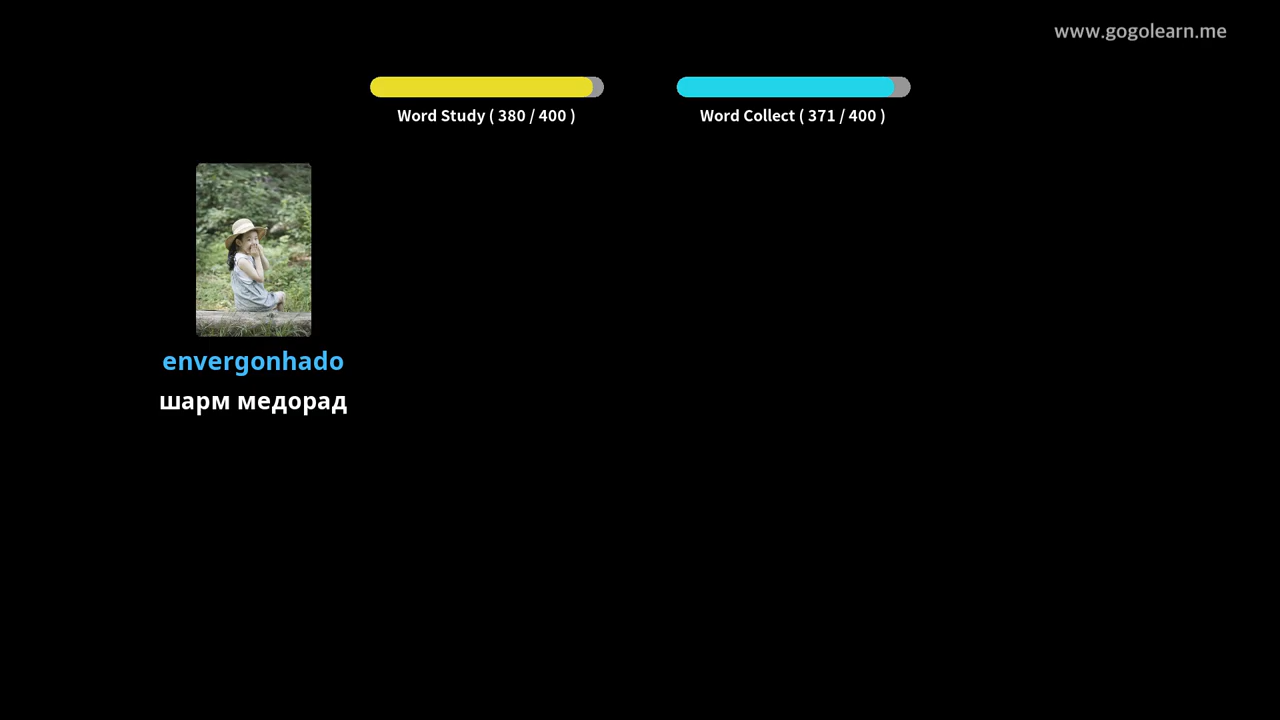 www.gogolearn.me
Word Study ( 380 / 400 )
Word Collect ( 371 / 400 )
envergonhado
шарм медорад